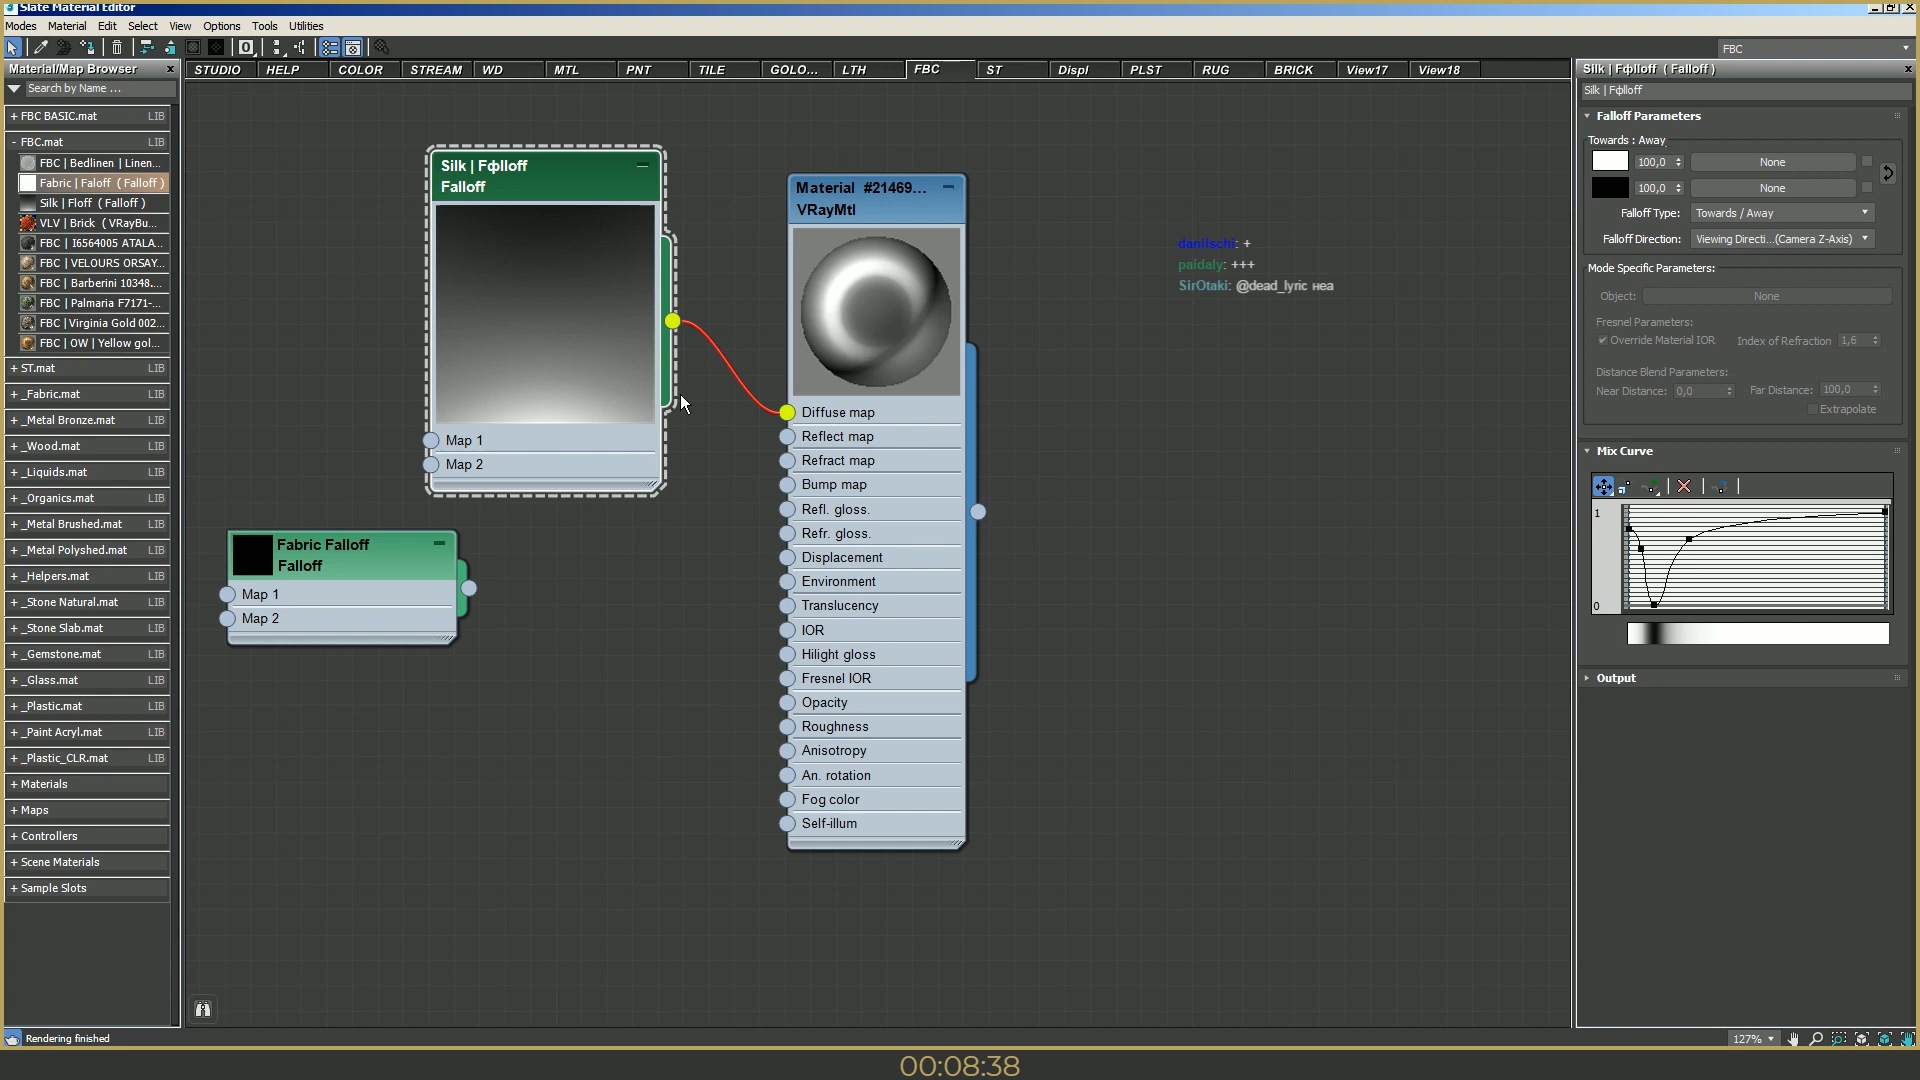 Slate Material Editor
Modes Material Edit Select View Options Tools Utilities
FBC
Material/Map Browser
Search by Name ...
+ FBC BASIC.mat LIB
- FBC.mat LIB
FBC | Bedlinen | Linen...
Fabric | Faloff ( Falloff )
Silk | Floff ( Falloff )
VLV | Brick ( VRayBu...
FBC | I6564005 ATALA...
FBC | VELOURS ORSAY...
FBC | Barberini 10348...
FBC | Palmaria F7171-...
FBC | Virginia Gold 002...
FBC | OW | Yellow gol...
+ ST.mat LIB
+ _Fabric.mat LIB
+ _Metal Bronze.mat LIB
+ _Wood.mat LIB
+ _Liquids.mat LIB
+ _Organics.mat LIB
+ _Metal Brushed.mat LIB
+ _Metal Polyshed.mat LIB
+ _Helpers.mat LIB
+ _Stone Natural.mat LIB
+ _Stone Slab.mat LIB
+ _Gemstone.mat LIB
+ _Glass.mat LIB
+ _Plastic.mat LIB
+ _Paint Acryl.mat LIB
+ _Plastic_CLR.mat LIB
+ Materials
+ Maps
+ Controllers
+ Scene Materials
+ Sample Slots
STUDIO HELP COLOR STREAM WD MTL PNT TILE GOLO... LTH FBC ST Displ PLST RUG BRICK View17 View18
Silk | Fфlloff
Falloff
Map 1
Map 2
Fabric Falloff
Falloff
Map 1
Map 2
Material #21469...
VRayMtl
Diffuse map
Reflect map
Refract map
Bump map
Refl. gloss.
Refr. gloss.
Displacement
Environment
Translucency
IOR
Hilight gloss
Fresnel IOR
Opacity
Roughness
Anisotropy
An. rotation
Fog color
Self-illum
danilschi: +
paidaly: +++
SirOtaki: @dead_lyric неа
Silk | Fфlloff ( Falloff )
Silk | Fфlloff
Falloff Parameters
Towards : Away
100,0 None
100,0 None
Falloff Type: Towards / Away
Falloff Direction: Viewing Directi...(Camera Z-Axis)
Mode Specific Parameters:
Object: None
Fresnel Parameters:
Override Material IOR Index of Refraction 1,6
Distance Blend Parameters:
Near Distance: 0,0 Far Distance: 100,0
Extrapolate
Mix Curve
1
0
Output
Rendering finished
127%
00:08:38